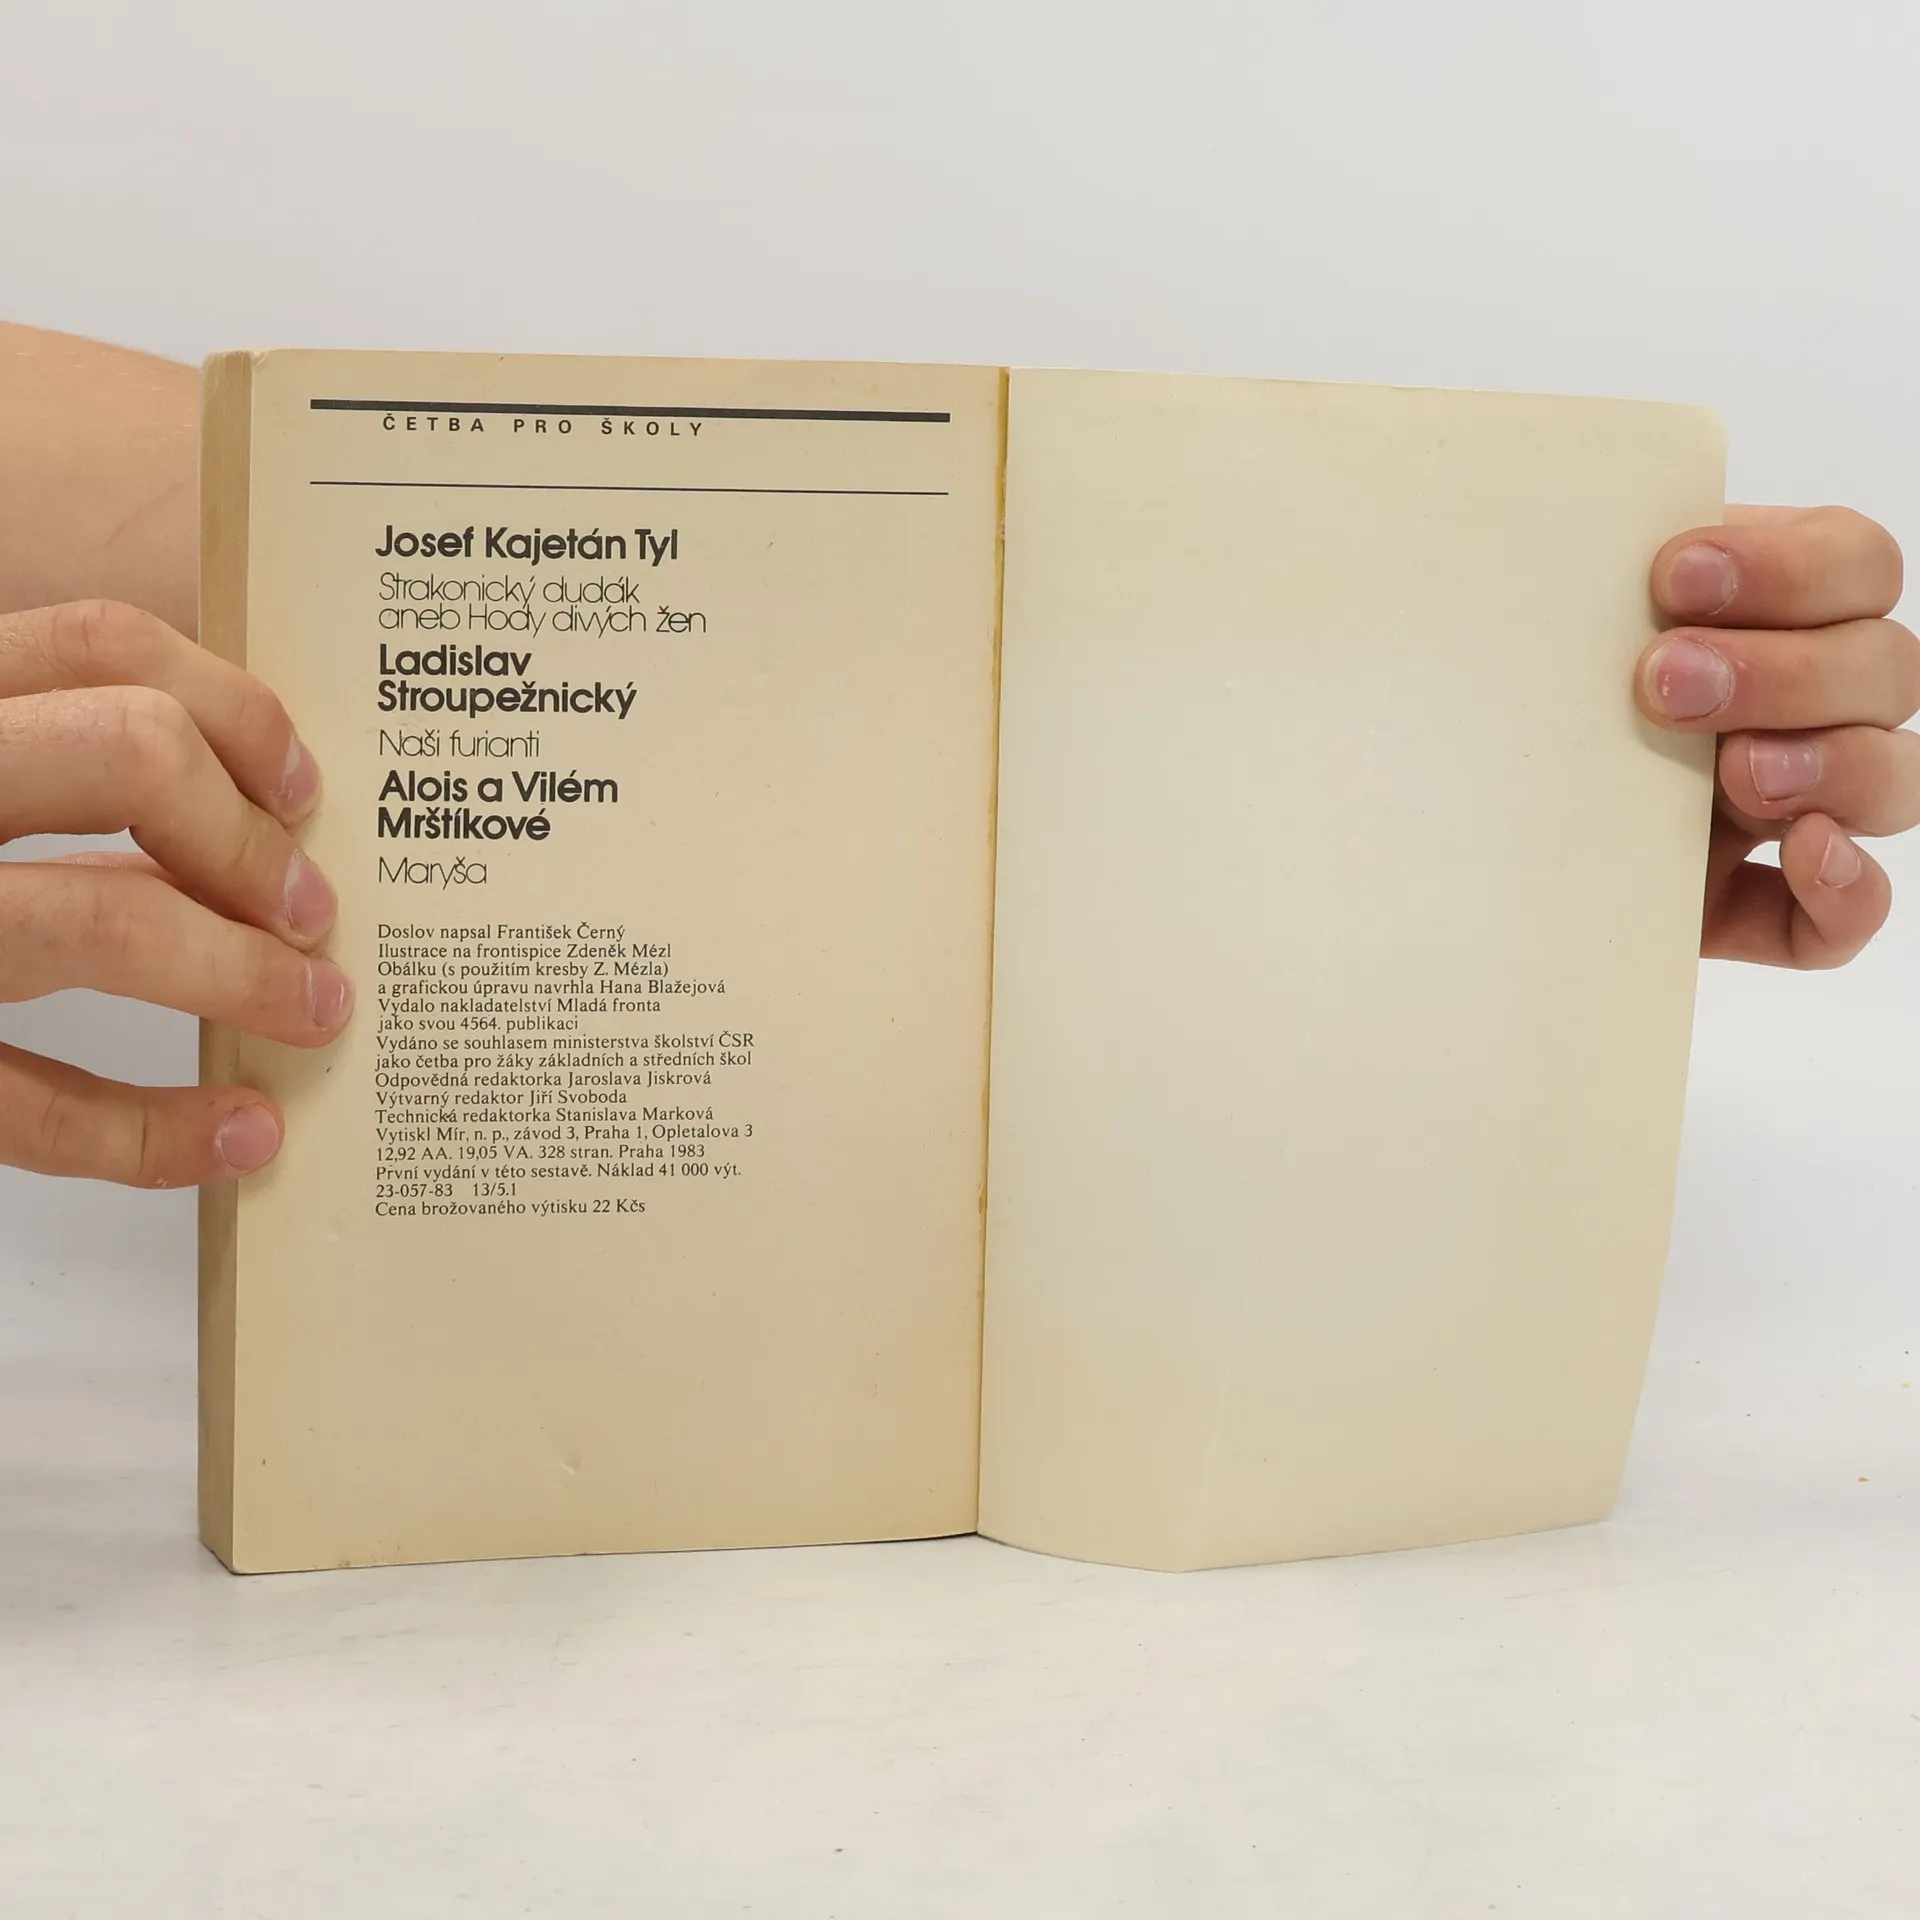 ČETBA PRO ŠKOLY
Josef Kajetán Tyl
Strakonický dudák
aneb Hody divých žen
Ladislav
Stroupežnický
Naši furianti
Alois a Vilém
Mrštíkové
Maryša
Doslov napsal František Černý
Ilustrace na frontispice Zdeněk Mézl
Obálku (s použitím kresby Z. Mézla)
a grafickou úpravu navrhla Hana Blažejová
Vydalo nakladatelství Mladá fronta
jako svou 4564. publikaci
Vydáno se souhlasem ministerstva školství ČSR
jako četba pro žáky základních a středních škol
Odpovědná redaktorka Jaroslava Jiskrová
Výtvarný redaktor Jiří Svoboda
Technická redaktorka Stanislava Marková
Vytiskl Mír, n. p., závod 3, Praha 1, Opletalova 3
12,92 AA. 19,05 VA. 328 stran. Praha 1983
První vydání v této sestavě. Náklad 41 000 výt.
23-057-83 13/5.1
Cena brožovaného výtisku 22 Kčs